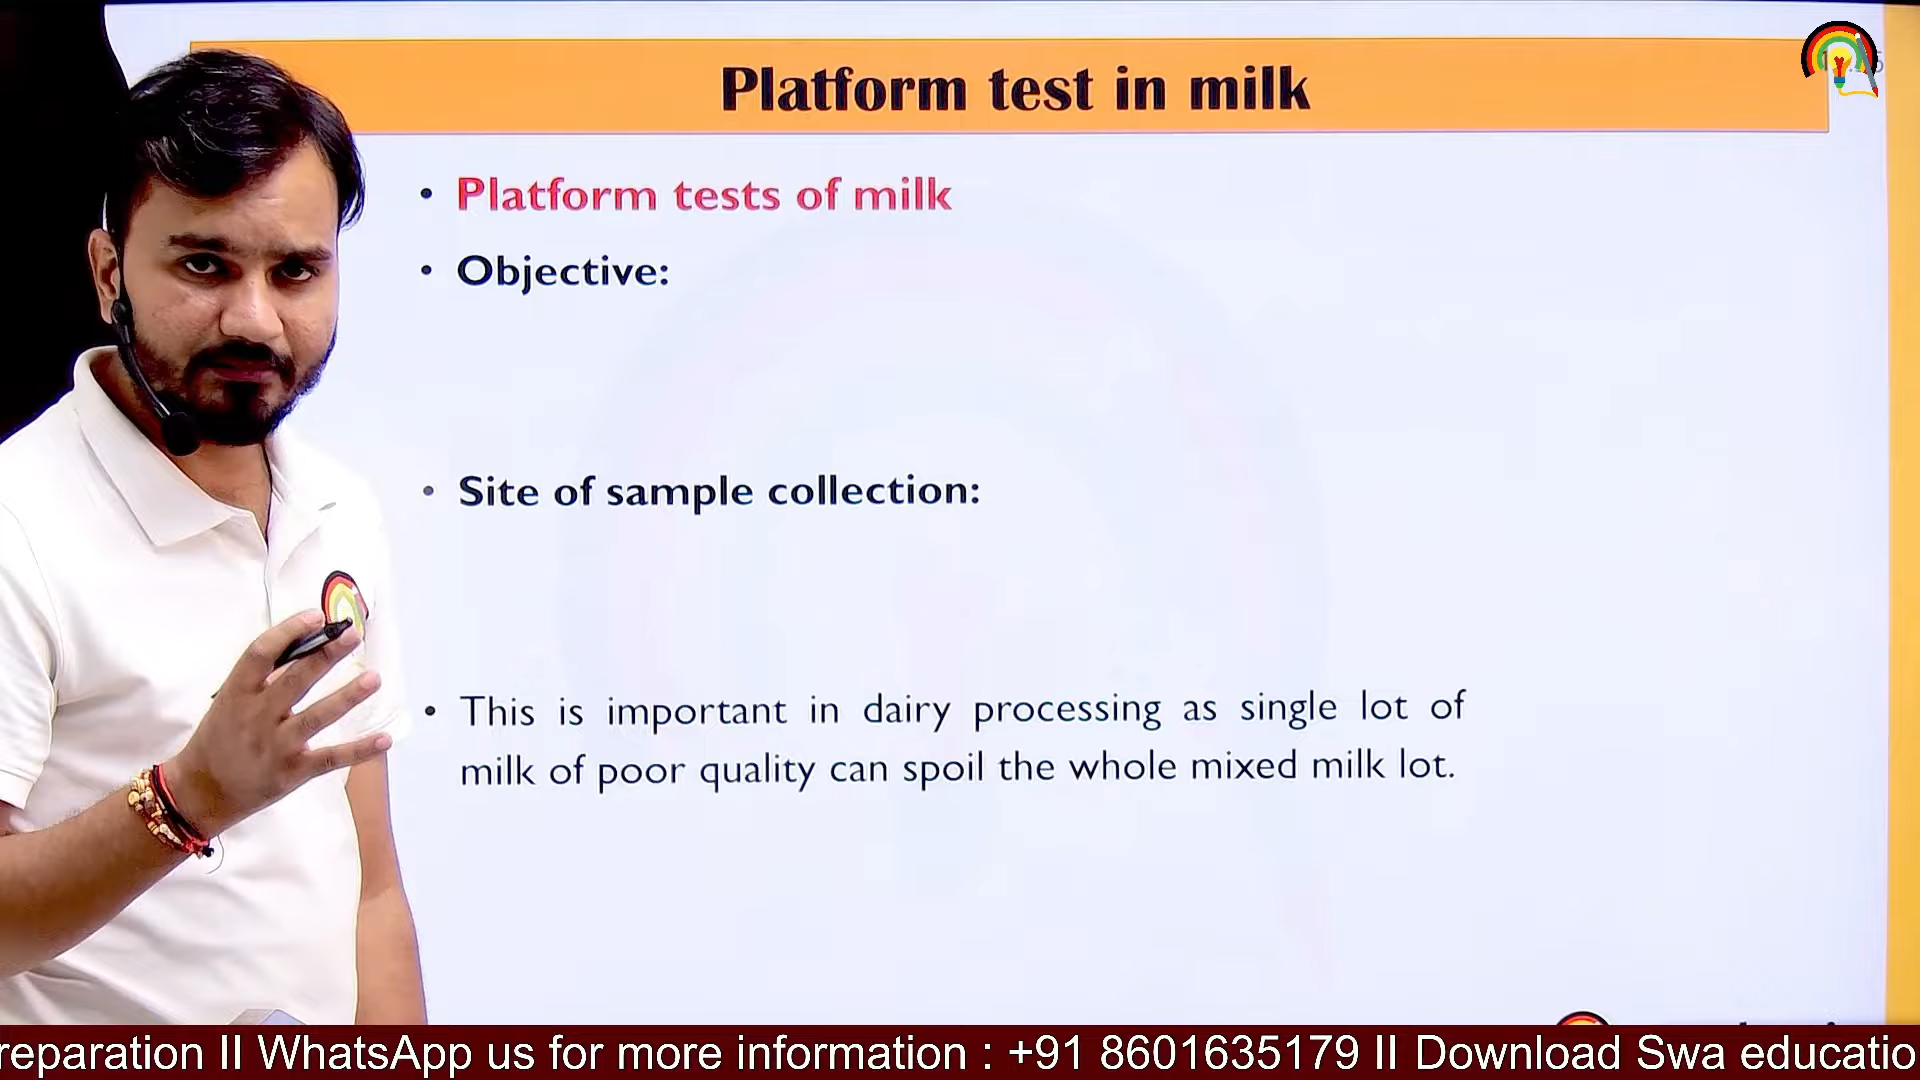 Platform test in milk
• Platform tests of milk
• Objective:
• Site of sample collection:
• This is important in dairy processing as single lot of
milk of poor quality can spoil the whole mixed milk lot.
reparation II WhatsApp us for more information : +91 8601635179 II Download Swa educatio